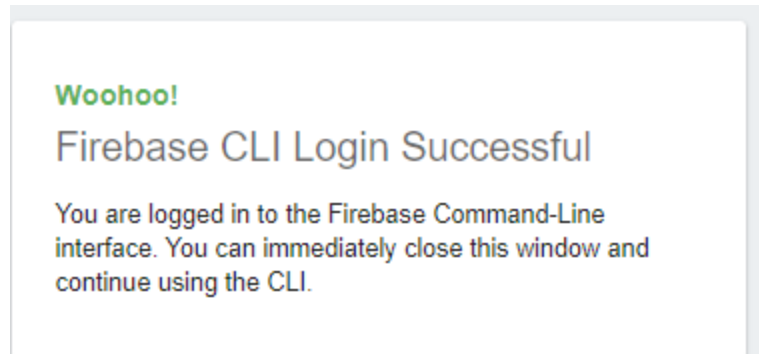 Woohoo!
Firebase CLI Login Successful
You are logged in to the Firebase Command-Line
interface. You can immediately close this window and
continue using the CLI.